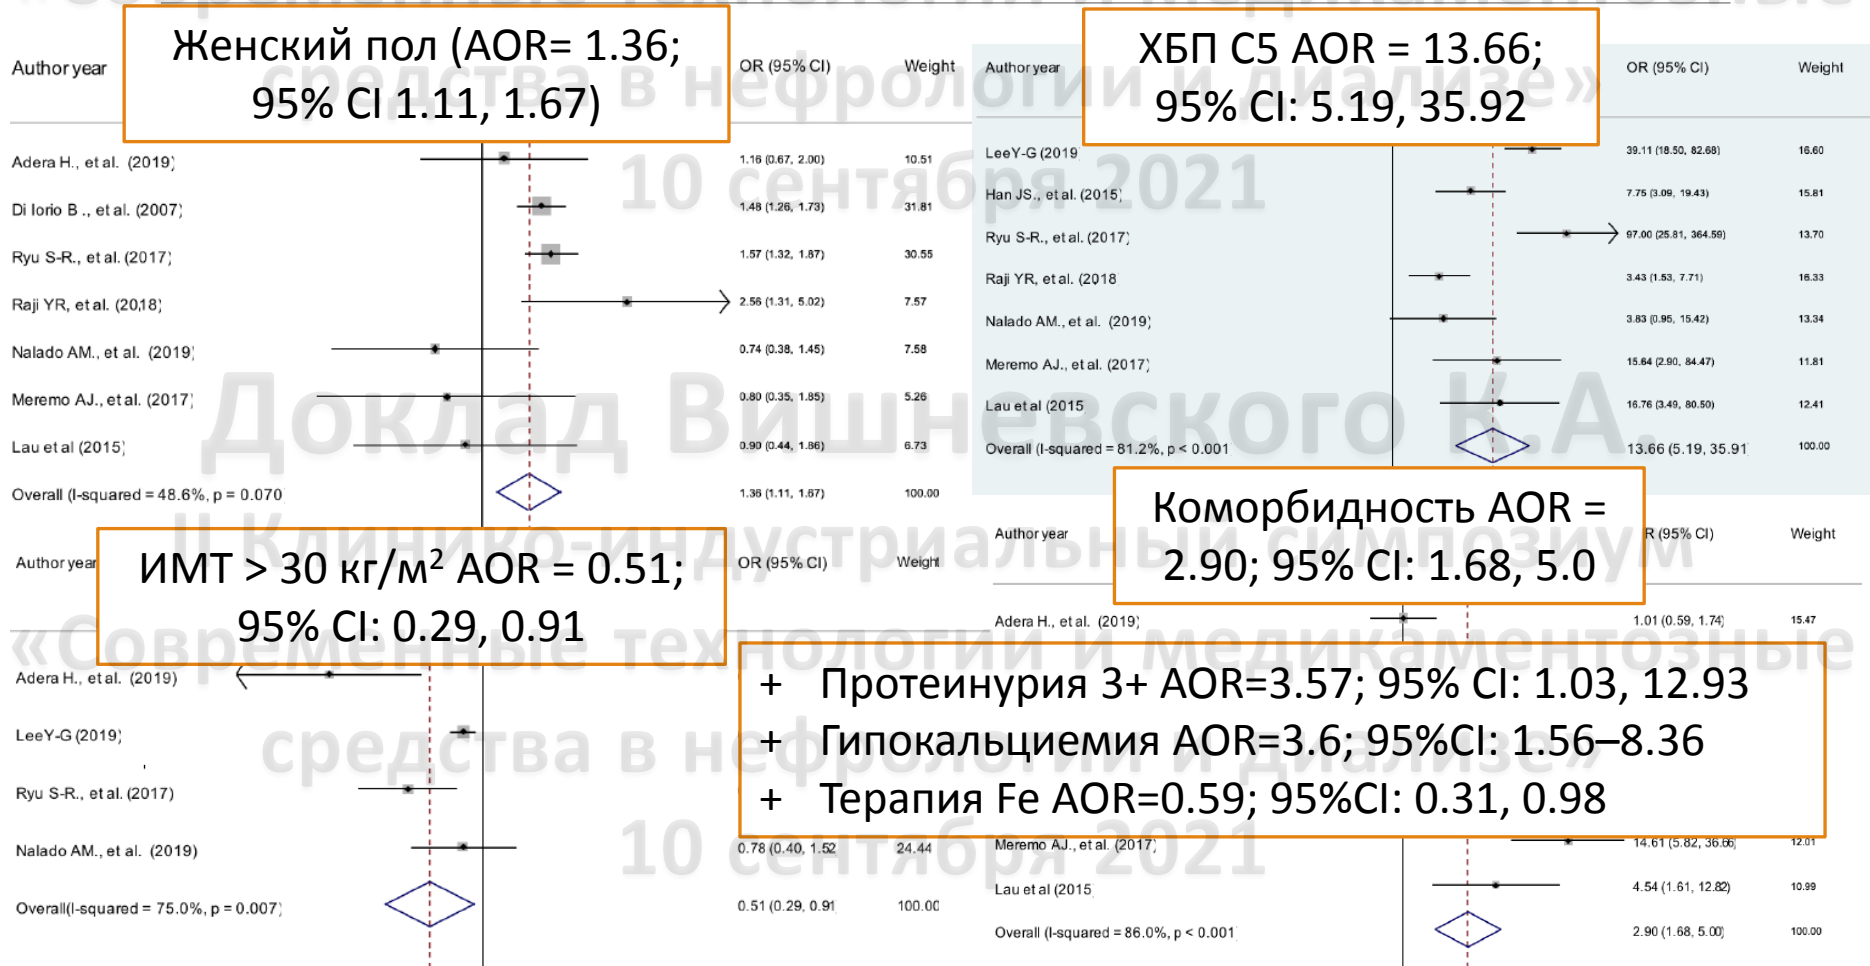 «Современные технологии и медикаментозные
средства в нефрологии и диализе»
10 сентября 2021
Доклад Вишневского К.А.
II Клинико-индустриальный симпозиум
«Современные технологии и медикаментозные
средства в нефрологии и диализе»
10 сентября 2021
Женский пол (AOR= 1.36;
95% CI 1.11, 1.67)
Author year OR (95% CI) Weight
Adera H., et al. (2019) 1.16 (0.67, 2.00) 10.51
Di Iorio B ., et al. (2007) 1.48 (1.26, 1.73) 31.81
Ryu S-R., et al. (2017) 1.57 (1.32, 1.87) 30.55
Raji YR, et al. (2018) 2.56 (1.31, 5.02) 7.57
Nalado AM., et al. (2019) 0.74 (0.38, 1.45) 7.58
Meremo AJ., et al. (2017) 0.80 (0.35, 1.85) 5.26
Lau et al (2015) 0.90 (0.44, 1.86) 6.73
Overall (I-squared = 48.6%, p = 0.070 1.36 (1.11, 1.67) 100.00
ХБП С5 AOR = 13.66;
95% CI: 5.19, 35.92
Author year OR (95% CI) Weight
LeeY-G (2019 39.11 (18.50, 82.68) 16.60
Han JS., et al. (2015) 7.75 (3.09, 19.43) 15.81
Ryu S-R., et al. (2017) 97.00 (25.81, 364.59) 13.70
Raji YR, et al. (2018 3.43 (1.53, 7.71) 16.33
Nalado AM., et al. (2019) 3.83 (0.95, 15.42) 13.34
Meremo AJ., et al. (2017) 15.64 (2.90, 84.47) 11.81
Lau et al (2015 16.76 (3.49, 80.50) 12.41
Overall (I-squared = 81.2%, p < 0.001 13.66 (5.19, 35.91) 100.00
ИМТ > 30 кг/м² AOR = 0.51;
95% CI: 0.29, 0.91
Author year OR (95% CI) Weight
Adera H., et al. (2019)
LeeY-G (2019)
Ryu S-R., et al. (2017)
Nalado AM., et al. (2019) 0.78 (0.40, 1.52 24.44
Overall(I-squared = 75.0%, p = 0.007) 0.51 (0.29, 0.91 100.00
Коморбидность AOR =
2.90; 95% CI: 1.68, 5.0
Author year R (95% CI) Weight
Adera H., et al. (2019) 1.01 (0.59, 1.74) 15.47
+ Протеинурия 3+ AOR=3.57; 95% CI: 1.03, 12.93
+ Гипокальциемия AOR=3.6; 95%CI: 1.56–8.36
+ Терапия Fe AOR=0.59; 95%CI: 0.31, 0.98
Meremo AJ., et al. (2017) 14.61 (5.82, 36.66) 12.01
Lau et al (2015 4.54 (1.61, 12.82) 10.99
Overall (I-squared = 86.0%, p < 0.001) 2.90 (1.68, 5.00) 100.00